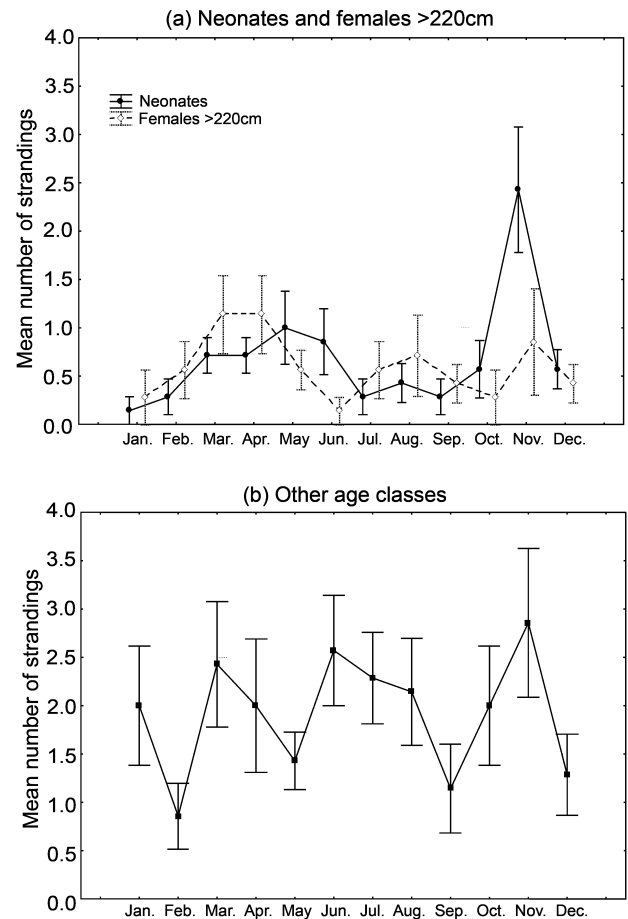 (a) Neonates and females >220cm
Mean number of strandings
4.0
3.5
3.0
2.5
2.0
1.5
1.0
0.5
0.0
Neonates
Females >220cm
Jan. Feb. Mar. Apr. May Jun. Jul. Aug. Sep. Oct. Nov. Dec.
(b) Other age classes
Mean number of strandings
4.0
3.5
3.0
2.5
2.0
1.5
1.0
0.5
0.0
Jan. Feb. Mar. Apr. May Jun. Jul. Aug. Sep. Oct. Nov. Dec.